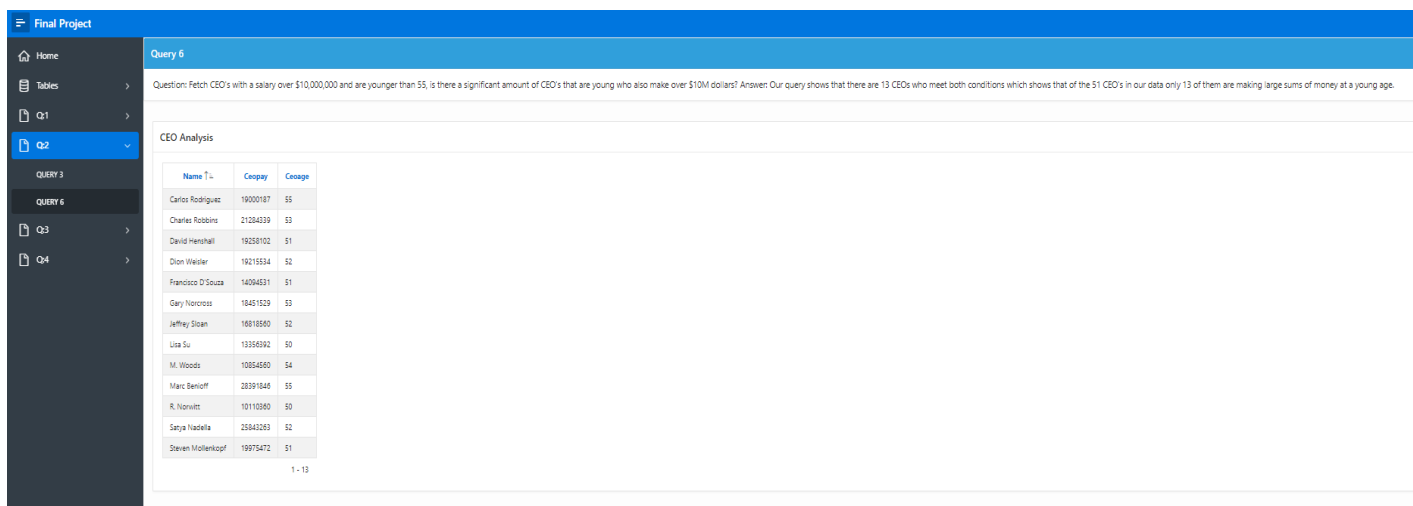 Final Project
Home
Tables
Q:1
Q:2
QUERY 3
QUERY 6
Q:3
Q:4
Query 6
Question: Fetch CEO's with a salary over $10,000,000 and are younger than 55, is there a significant amount of CEO's that are young who also make over $10M dollars? Answer: Our query shows that there are 13 CEOs who meet both conditions which shows that of the 51 CEO's in our data only 13 of them are making large sums of money at a young age.
CEO Analysis
Name Ceopay Ceoage
Carlos Rodriguez 19000187 55
Charles Robbins 21284339 53
David Henshall 19258102 51
Dion Weisler 19215534 52
Francisco D'Souza 14094531 51
Gary Norcross 18451529 53
Jeffrey Sloan 16818560 52
Lisa Su 13356392 50
M. Woods 10854560 54
Marc Benioff 28391846 55
R. Norwitt 10110360 50
Satya Nadella 25843263 52
Steven Mollenkopf 19975472 51
1 - 13